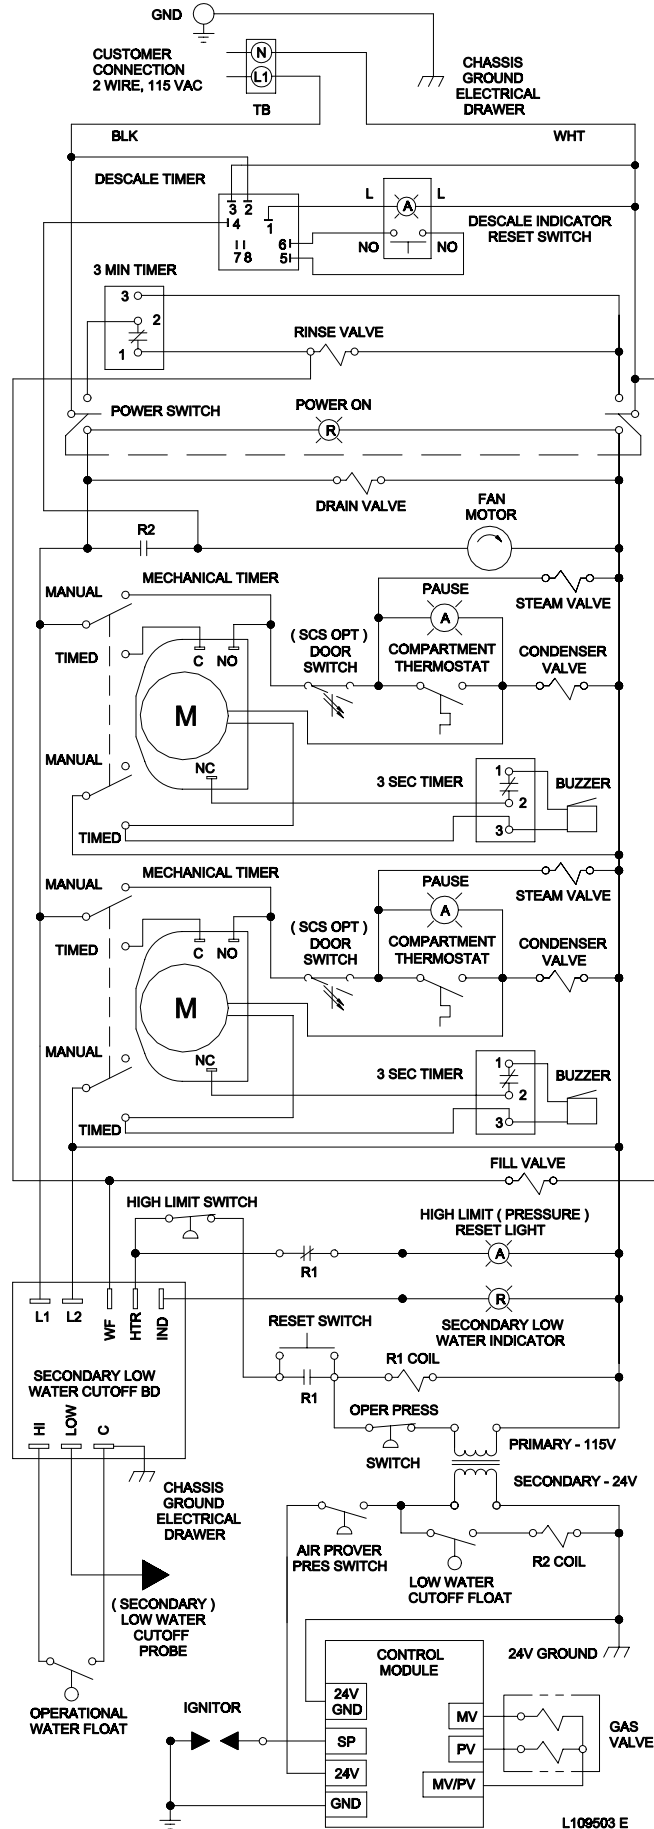 GND
CUSTOMER
CONNECTION
2 WIRE, 115 VAC
N
L1
TB
CHASSIS
GROUND
ELECTRICAL
DRAWER
BLK
WHT
DESCALE TIMER
3 2
4
1
6
5
7 8
L
A
L
NO
NO
DESCALE INDICATOR
RESET SWITCH
3 MIN TIMER
3
2
1
RINSE VALVE
POWER SWITCH
POWER ON
R
DRAIN VALVE
R2
FAN
MOTOR
MANUAL
MECHANICAL TIMER
TIMED
C NO
M
NC
MANUAL
TIMED
( SCS OPT )
DOOR
SWITCH
PAUSE
A
COMPARTMENT
THERMOSTAT
STEAM VALVE
CONDENSER
VALVE
3 SEC TIMER
1
2
3
BUZZER
MANUAL
MECHANICAL TIMER
TIMED
C NO
M
NC
MANUAL
TIMED
( SCS OPT )
DOOR
SWITCH
PAUSE
A
COMPARTMENT
THERMOSTAT
STEAM VALVE
CONDENSER
VALVE
3 SEC TIMER
1
2
3
BUZZER
FILL VALVE
HIGH LIMIT SWITCH
HIGH LIMIT ( PRESSURE )
RESET LIGHT
R1
A
L1
L2
WF
HTR
IND
R
SECONDARY LOW
WATER INDICATOR
RESET SWITCH
R1
R1 COIL
SECONDARY LOW
WATER CUTOFF BD
HI
LOW
C
OPER PRESS
SWITCH
PRIMARY - 115V
SECONDARY - 24V
CHASSIS
GROUND
ELECTRICAL
DRAWER
AIR PROVER
PRES SWITCH
LOW WATER
CUTOFF FLOAT
R2 COIL
( SECONDARY )
LOW WATER
CUTOFF
PROBE
24V GROUND
OPERATIONAL
WATER FLOAT
IGNITOR
CONTROL
MODULE
24V
GND
SP
24V
GND
MV
PV
MV/PV
GAS
VALVE
L109503 E